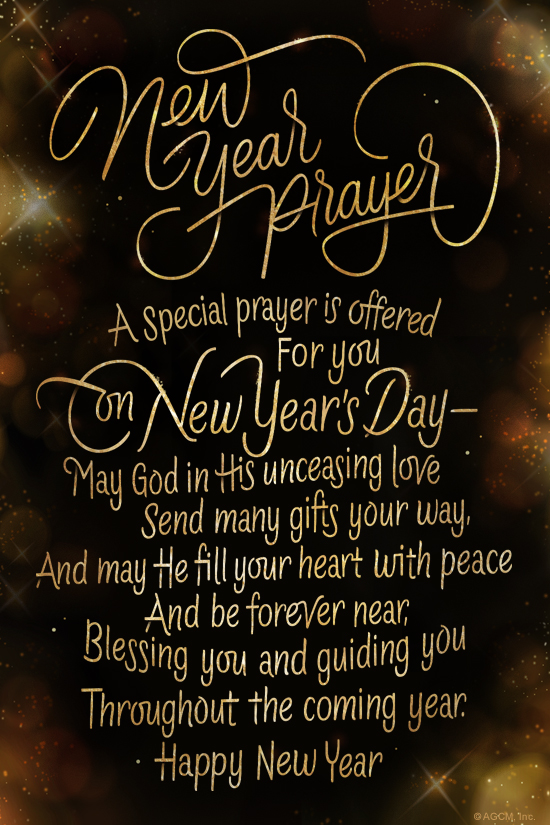 New
Year
Prayer
A Special prayer is offered
For you
on New Year's Day—
May God in His unceasing love
Send many gifts your way,
And may He fill your heart with peace
And be forever near,
Blessing you and guiding you
Throughout the coming year.
Happy New Year
©AGCM, Inc.